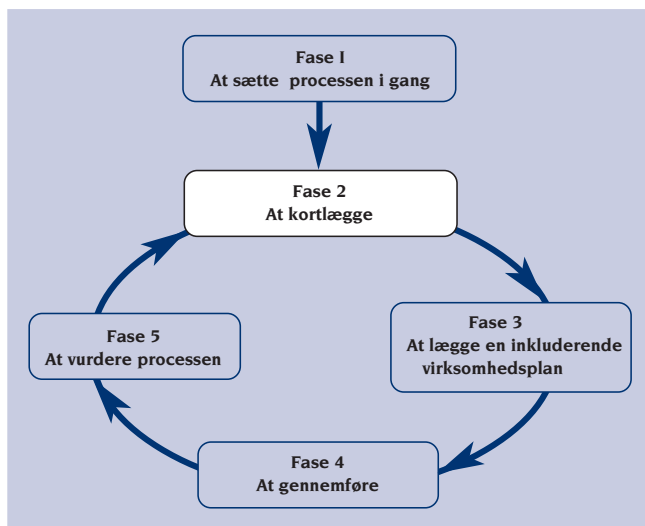 Fase 1
At sætte processen i gang
Fase 2
At kortlægge
Fase 3
At lægge en inkluderende
virksomhedsplan
Fase 4
At gennemføre
Fase 5
At vurdere processen